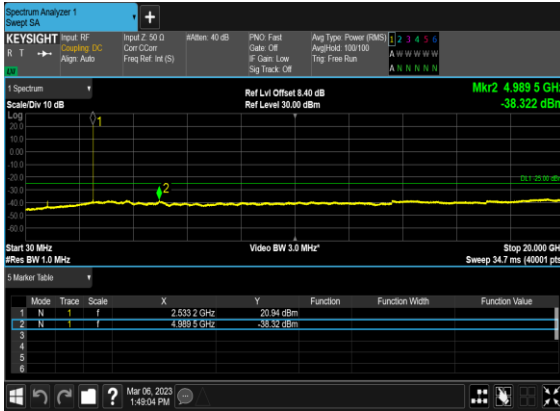 Spectrum Analyzer 1
Swept SA
+
KEYSIGHT
R T
Input: RF
Coupling: DC
Align: Auto
Input Z: 50 Ω
Corr CCorr
Freq Ref: Int (S)
#Atten: 40 dB
PNO: Fast
Gate: Off
IF Gain: Low
Sig Track: Off
Avg Type: Power (RMS)
Avg|Hold: 100/100
Trig: Free Run
1 2 3 4 5 6
A W W W W W
A N N N N N
1 Spectrum
Scale/Div 10 dB
Ref Lvl Offset 8.40 dB
Ref Level 30.00 dBm
Mkr2 4.989 5 GHz
-38.322 dBm
Log
20.0
10.0
0.00
-10.0
-20.0
-30.0
-40.0
-50.0
-60.0
1
2
DL1 -25.00 dBm
Start 30 MHz
#Res BW 1.0 MHz
Video BW 3.0 MHz*
Stop 20.000 GH
Sweep 34.7 ms (40001 pts
5 Marker Table
Mode Trace Scale X Y Function Function Width Function Value
1 N 1 f 2.533 2 GHz 20.94 dBm
2 N 1 f 4.989 5 GHz -38.32 dBm
3
4
5
6
?
Mar 06, 2023
1:49:04 PM